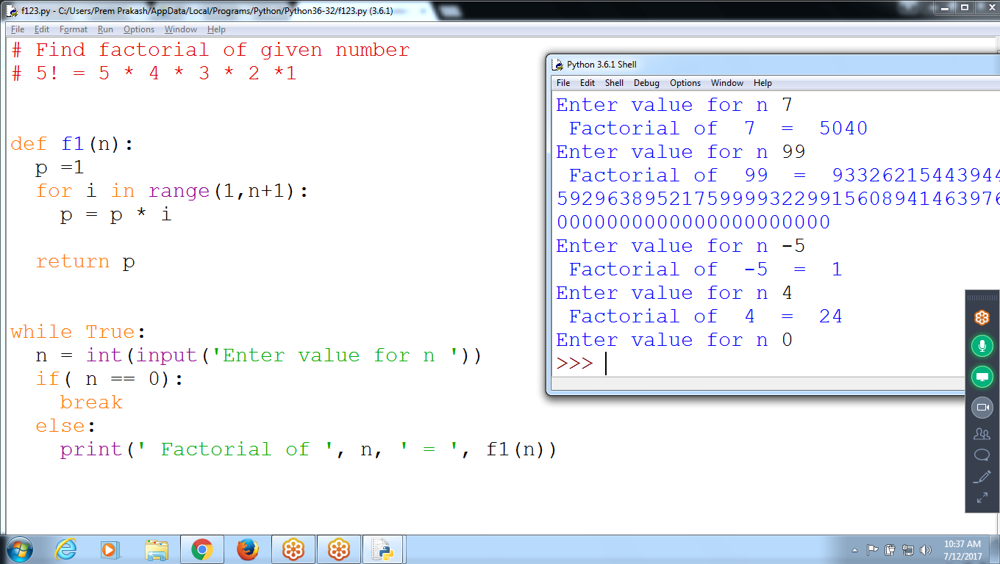 f123.py - C:/Users/Prem Prakash/AppData/Local/Programs/Python/Python36-32/f123.py (3.6.1)
File Edit Format Run Options Window Help
# Find factorial of given number
# 5! = 5 * 4 * 3 * 2 *1
def f1(n):
p =1
for i in range(1,n+1):
p = p * i
return p
while True:
n = int(input('Enter value for n '))
if( n == 0):
break
else:
print(' Factorial of ', n, ' = ', f1(n))
Python 3.6.1 Shell
File Edit Shell Debug Options Window Help
Enter value for n 7
Factorial of 7 = 5040
Enter value for n 99
Factorial of 99 = 93326215443944
592963895217599993229915608941463976
0000000000000000000000
Enter value for n -5
Factorial of -5 = 1
Enter value for n 4
Factorial of 4 = 24
Enter value for n 0
>>>
10:37 AM
7/12/2017